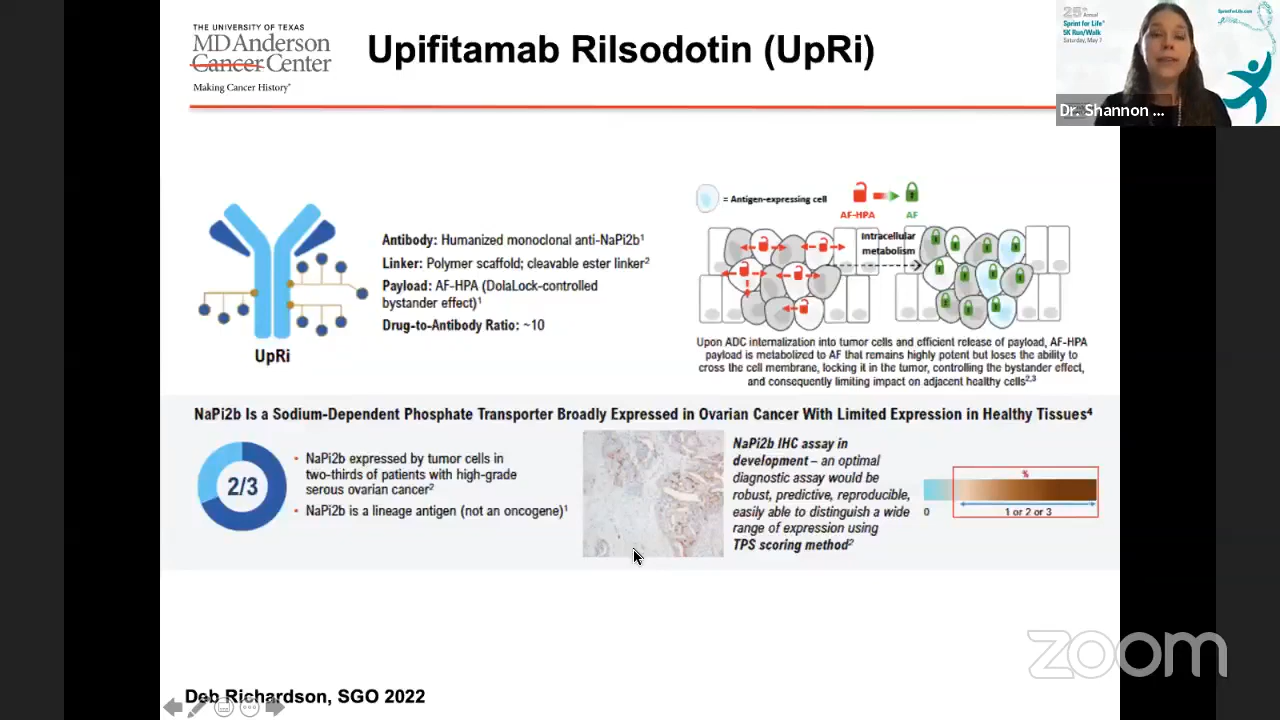 THE UNIVERSITY OF TEXAS
MD Anderson
Cancer Center
Making Cancer History®
Upifitamab Rilsodotin (UpRi)
25th Annual
Sprint for Life®
5K Run/Walk
Saturday, May 7
SprintForLife.com
Dr. Shannon ...
UpRi
Antibody: Humanized monoclonal anti-NaPi2b¹
Linker: Polymer scaffold; cleavable ester linker²
Payload: AF-HPA (DolaLock-controlled
bystander effect)¹
Drug-to-Antibody Ratio: ~10
= Antigen-expressing cell
AF-HPA
AF
Intracellular
metabolism
Upon ADC internalization into tumor cells and efficient release of payload, AF-HPA
payload is metabolized to AF that remains highly potent but loses the ability to
cross the cell membrane, locking it in the tumor, controlling the bystander effect,
and consequently limiting impact on adjacent healthy cells²,³
NaPi2b Is a Sodium-Dependent Phosphate Transporter Broadly Expressed in Ovarian Cancer With Limited Expression in Healthy Tissues⁴
2/3
• NaPi2b expressed by tumor cells in
two-thirds of patients with high-grade
serous ovarian cancer²
• NaPi2b is a lineage antigen (not an oncogene)¹
NaPi2b IHC assay in
development – an optimal
diagnostic assay would be
robust, predictive, reproducible,
easily able to distinguish a wide
range of expression using
TPS scoring method²
%
0
1 or 2 or 3
zoom
Deb Richardson, SGO 2022